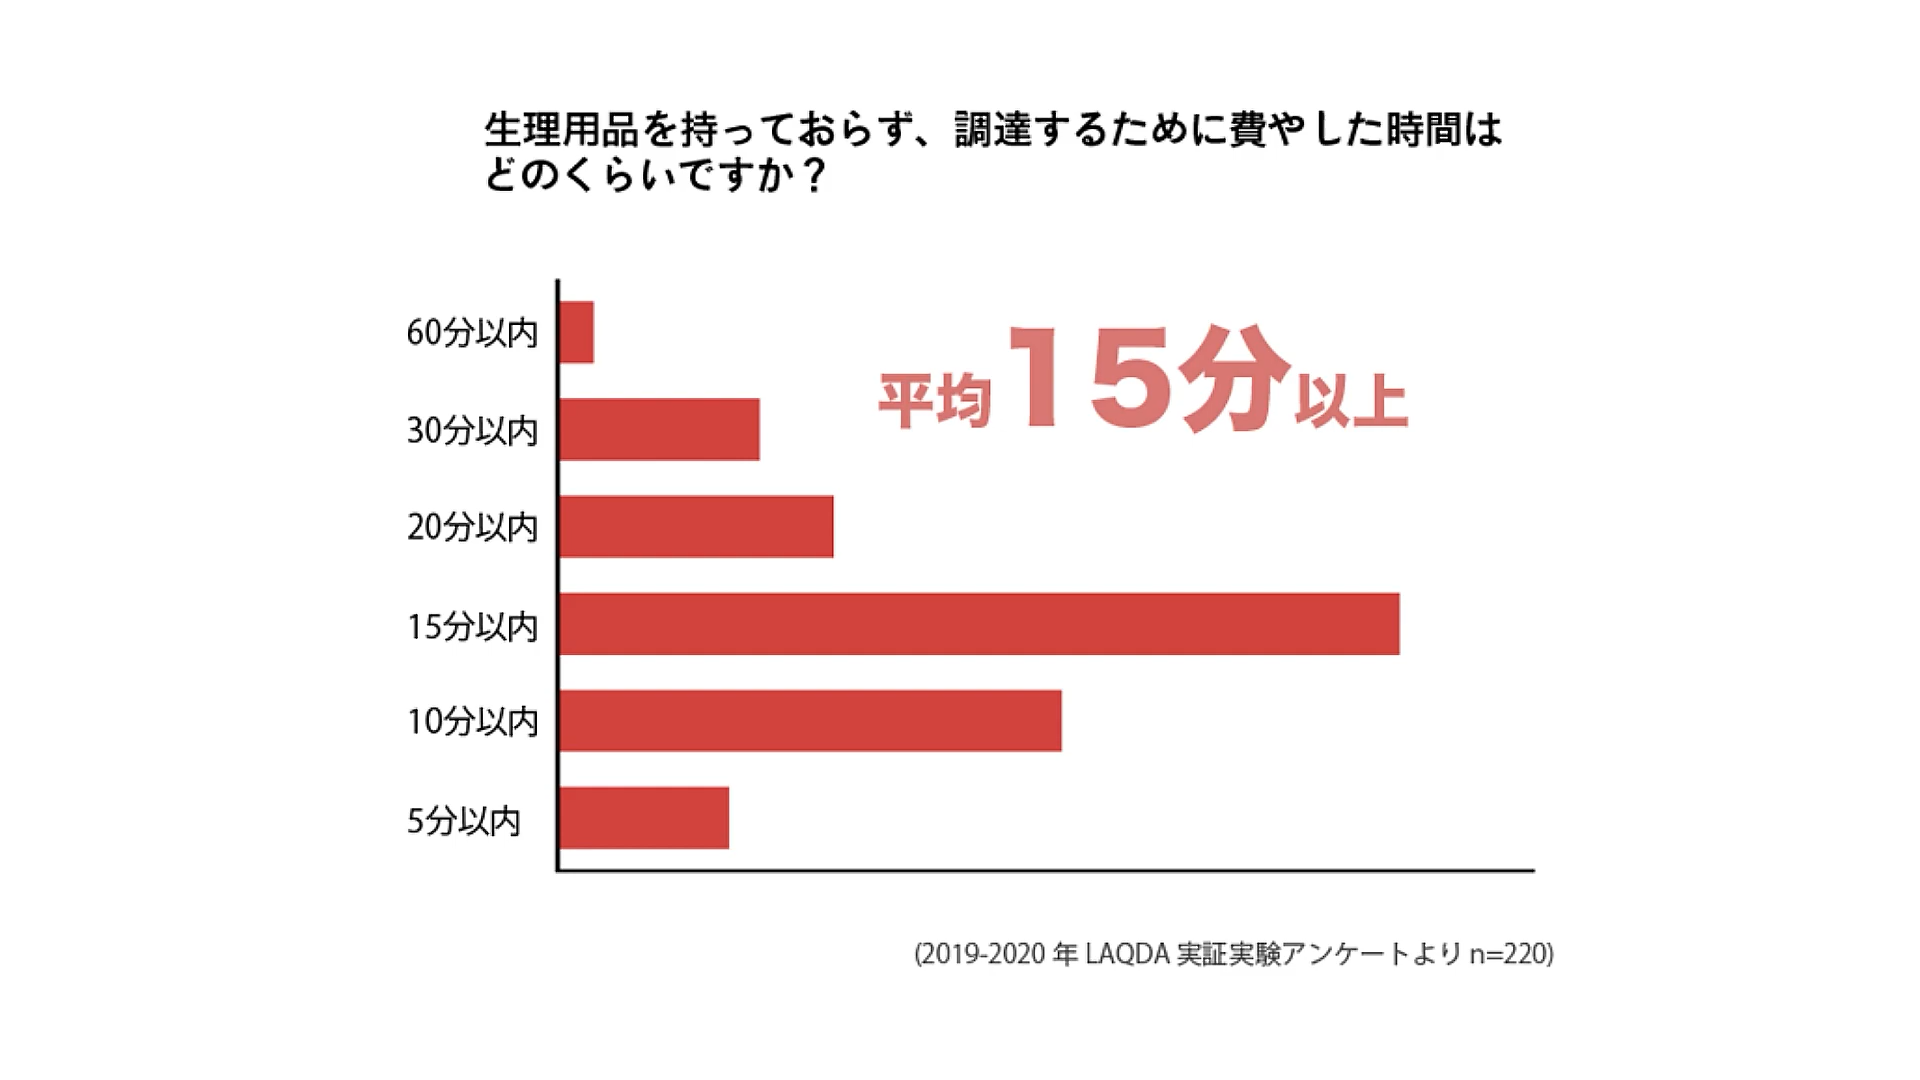 生理用品を持っておらず、調達するために費やした時間は
どのくらいですか？
平均15分以上
60分以内
30分以内
20分以内
15分以内
10分以内
5分以内
(2019-2020 年 LAQDA 実証実験アンケートより n=220)